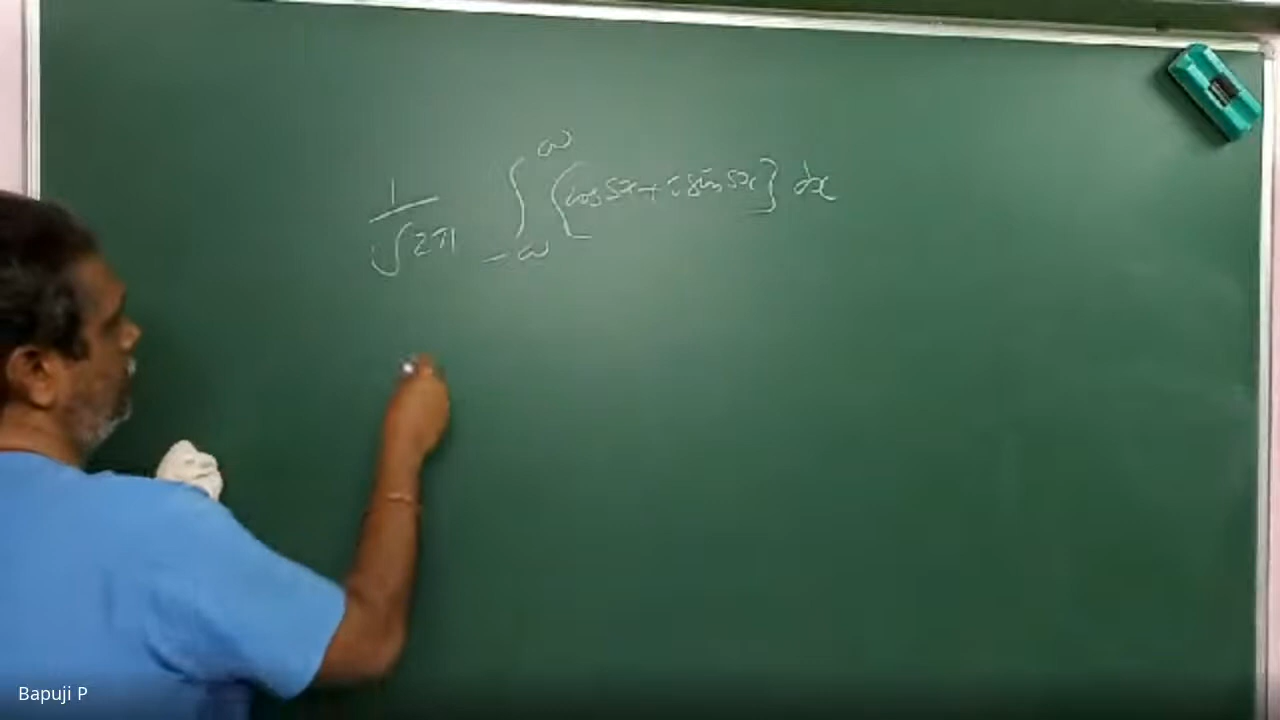 1/√2π ∫_{-∞}^{∞} {cos sx + i sin sx} dx
Bapuji P